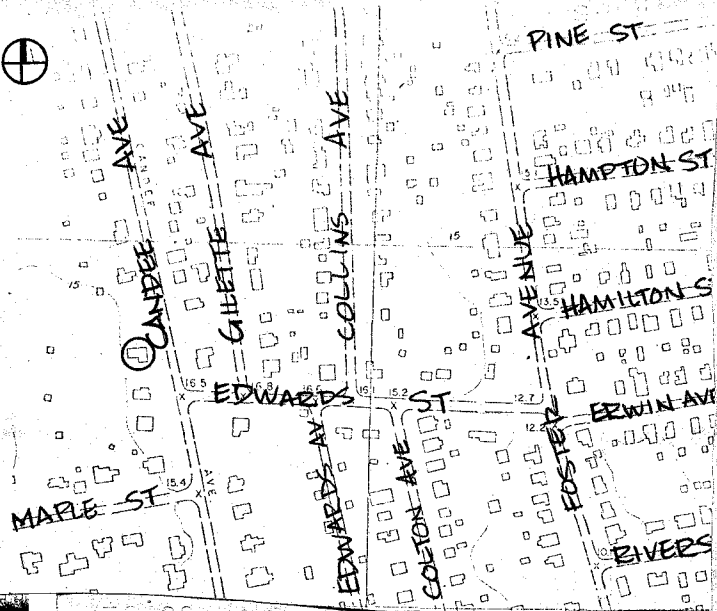 PINE ST
CANDEE AVE
GILETTE AVE
COLLINS AVE
CANDEE
HAMPTON ST
15
15
FOSTER AVENUE
13.5
HAMILTON S
16.5
16.8
15.2
12.7
EDWARDS ST
12.2
ERWIN AVE
EDWARDS AV
COLTON AVE
15.4
AVE
MAPLE ST
RIVERS